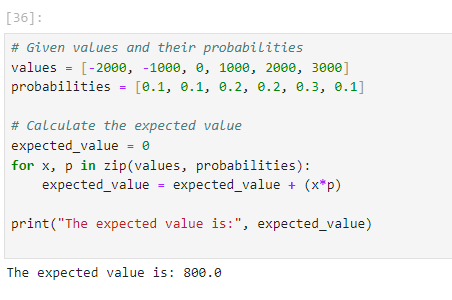 [36]:
# Given values and their probabilities
values = [-2000, -1000, 0, 1000, 2000, 3000]
probabilities = [0.1, 0.1, 0.2, 0.2, 0.3, 0.1]
# Calculate the expected value
expected_value = 0
for x, p in zip(values, probabilities):
    expected_value = expected_value + (x*p)
print("The expected value is:", expected_value)
The expected value is: 800.0